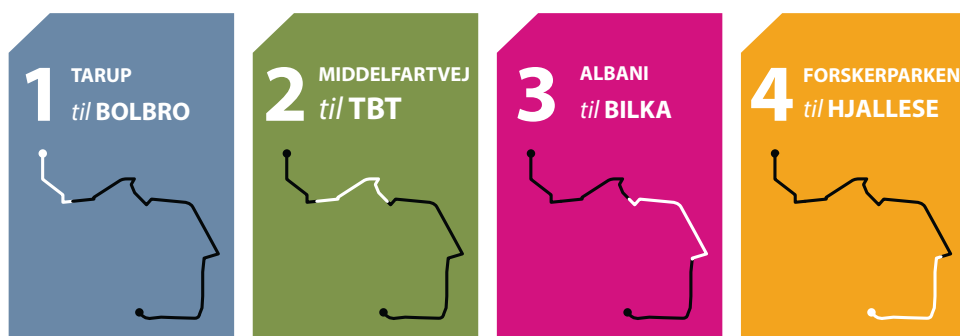 1 TARUP
til BOLBRO
2 MIDDELFARTVEJ
til TBT
3 ALBANI
til BILKA
4 FORSKERPARKEN
til HJALLESE